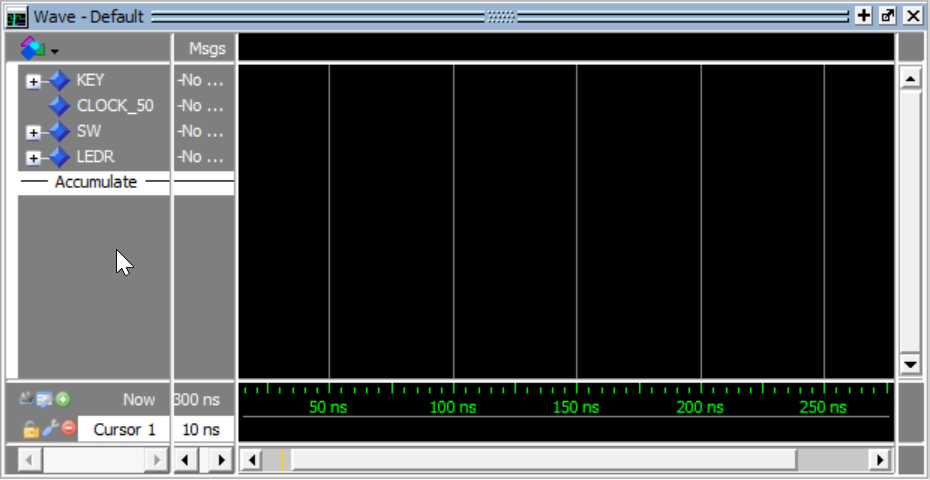 Wave - Default
Msgs
KEY -No ...
CLOCK_50 -No ...
SW -No ...
LEDR -No ...
Accumulate
Now 300 ns
50 ns 100 ns 150 ns 200 ns 250 ns
Cursor 1 10 ns